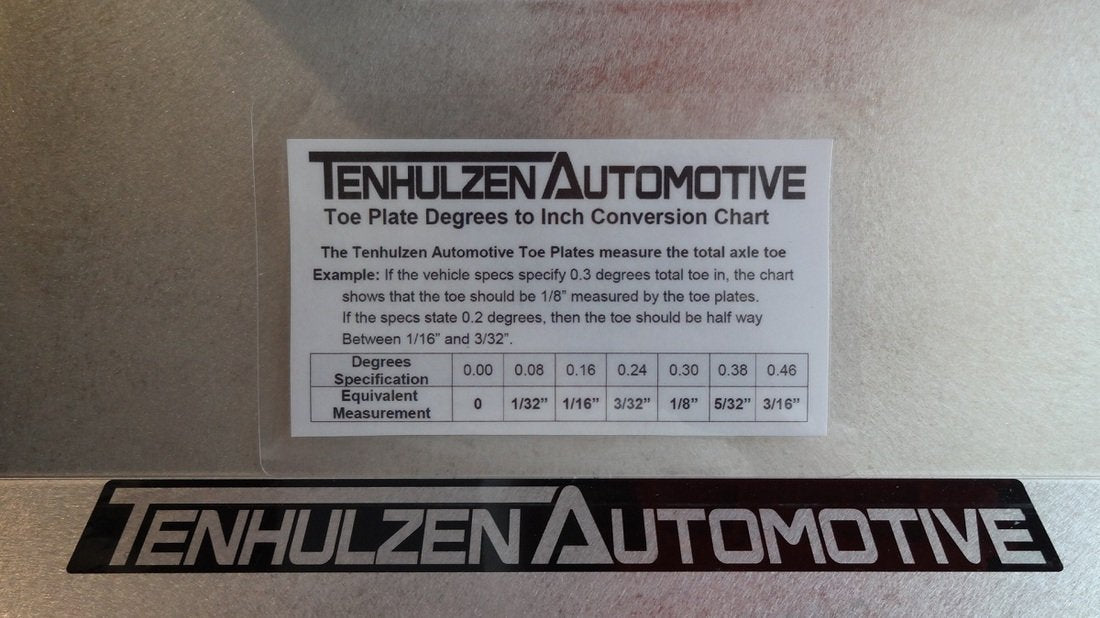 TENHULZEN AUTOMOTIVE
Toe Plate Degrees to Inch Conversion Chart
The Tenhulzen Automotive Toe Plates measure the total axle toe
Example: If the vehicle specs specify 0.3 degrees total toe in, the chart
shows that the toe should be 1/8” measured by the toe plates.
If the specs state 0.2 degrees, then the toe should be half way
Between 1/16” and 3/32”.
Degrees Specification 0.00 0.08 0.16 0.24 0.30 0.38 0.46
Equivalent Measurement 0 1/32” 1/16” 3/32” 1/8” 5/32” 3/16”
TENHULZEN AUTOMOTIVE